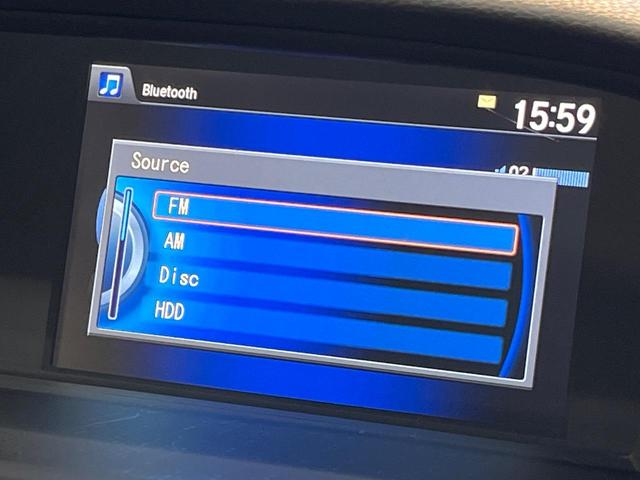 Bluetooth
15:59
Source
FM
AM
Disc
HDD